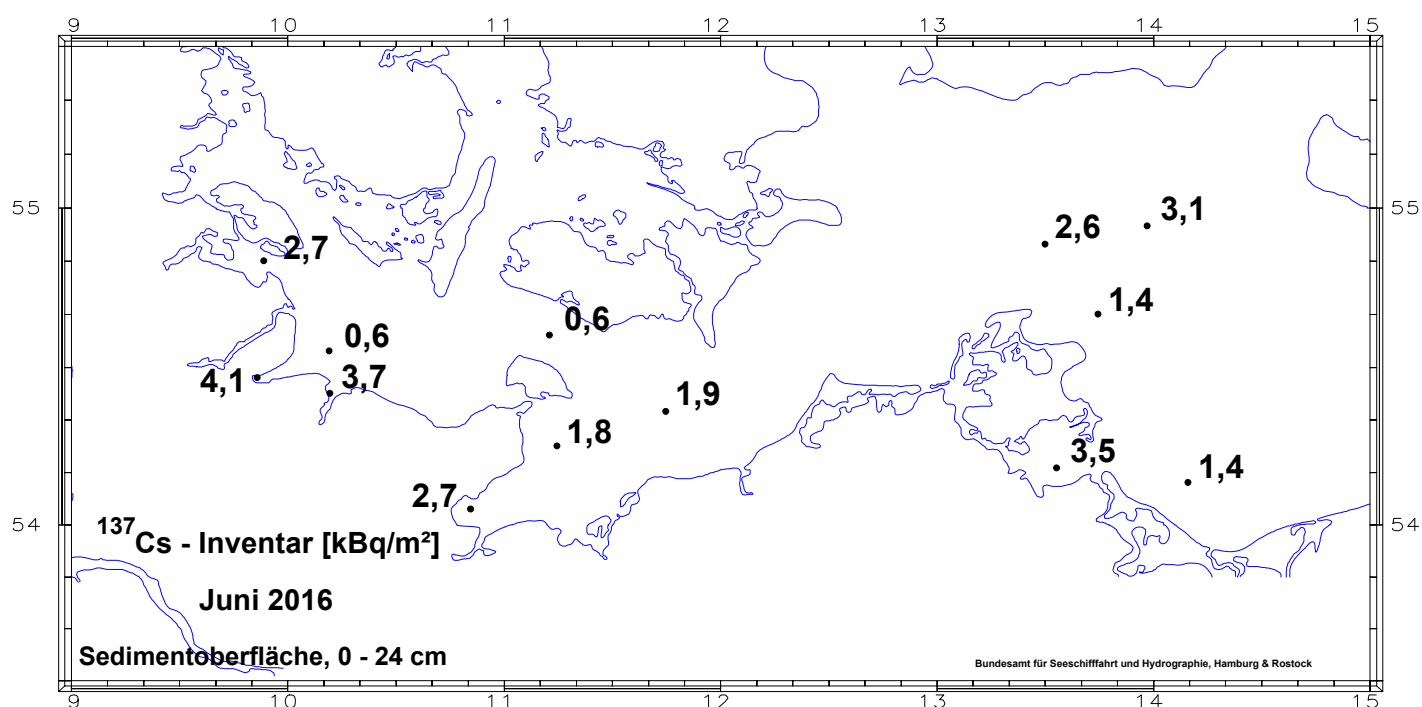 9 10 11 12 13 14 15
55 55
3,1
2,6
2,7
1,4
0,6 0,6
4,1 3,7
1,9
1,8
3,5
1,4
2,7
54 54
¹³⁷Cs - Inventar [kBq/m²]
Juni 2016
Sedimentoberfläche, 0 - 24 cm
Bundesamt für Seeschifffahrt und Hydrographie, Hamburg & Rostock
9 10 11 12 13 14 15